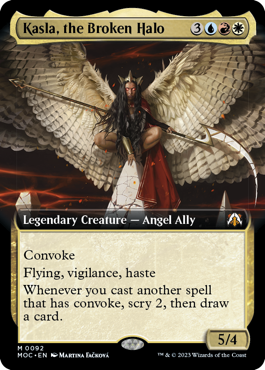 Kasla, the Broken Halo 3
Legendary Creature — Angel Ally
Convoke
Flying, vigilance, haste
Whenever you cast another spell
that has convoke, scry 2, then draw
a card.
5/4
M 0092
MOC • EN MARTINA FAČKOVÁ ™ & © 2023 Wizards of the Coast